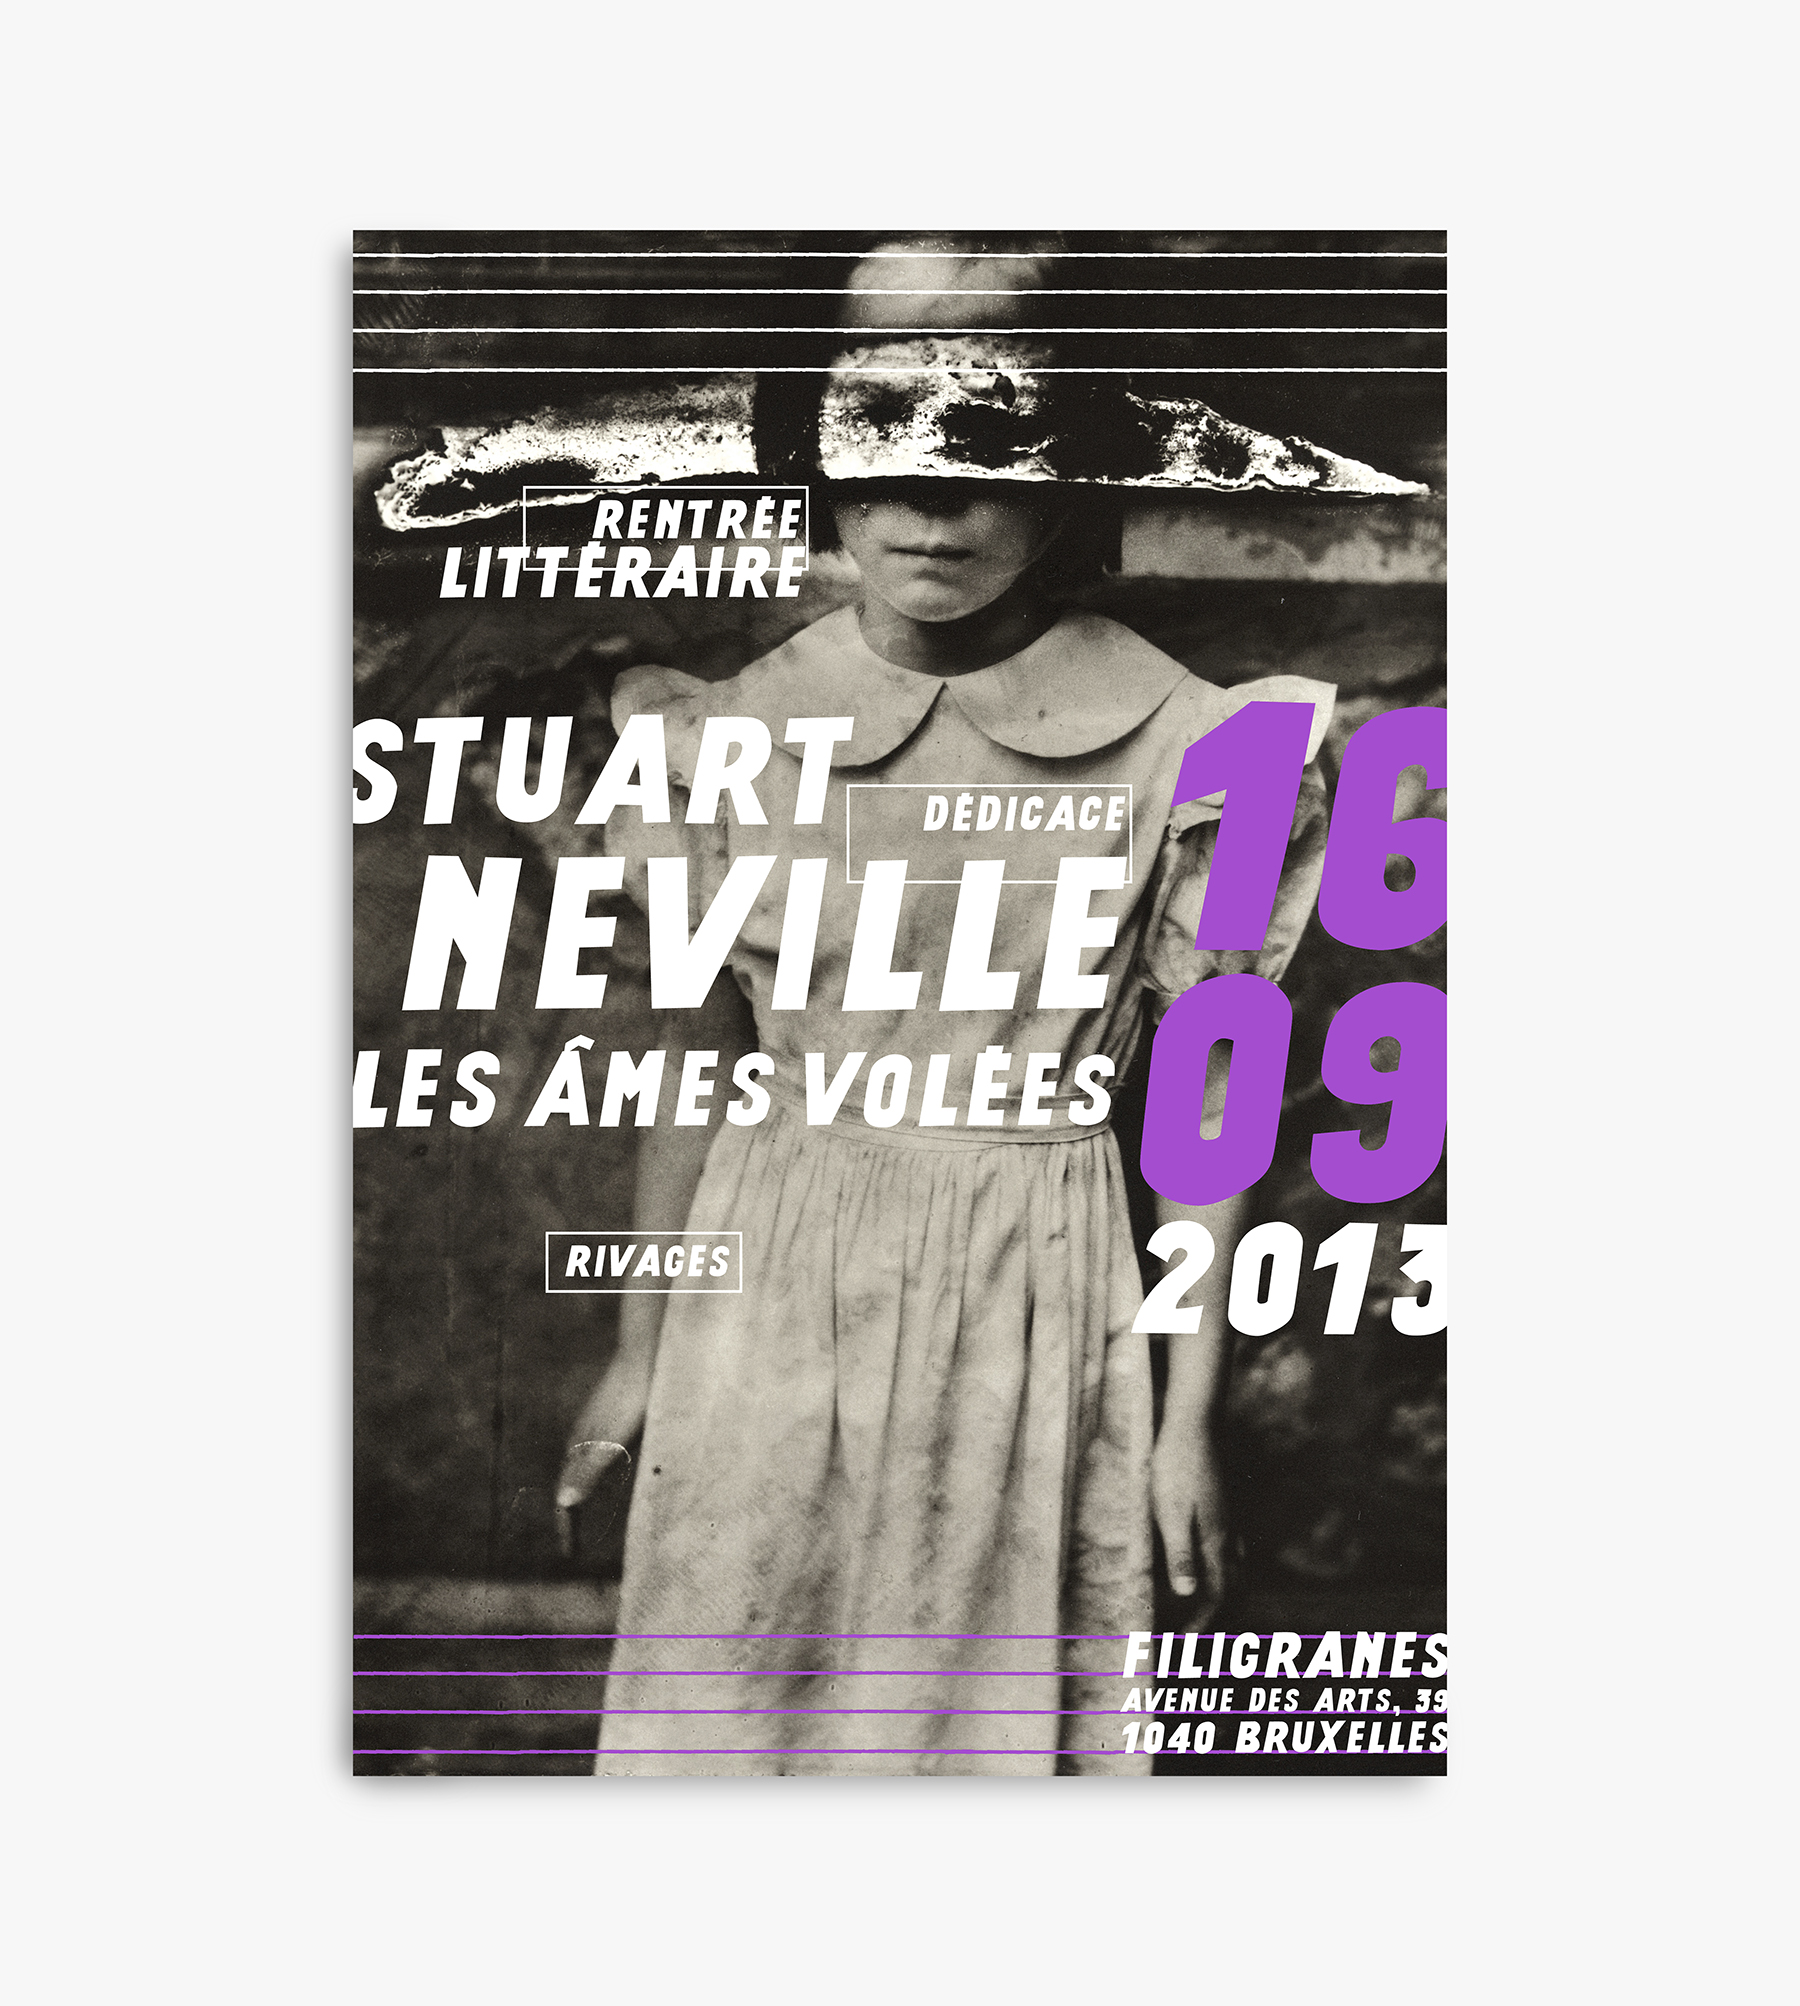 RENTRÉE
LITTÉRAIRE
STUART
DÉDICACE
NEVILLE
LES ÂMES VOLÉES
RIVAGES
16
09
2013
FILIGRANES
AVENUE DES ARTS, 39
1040 BRUXELLES